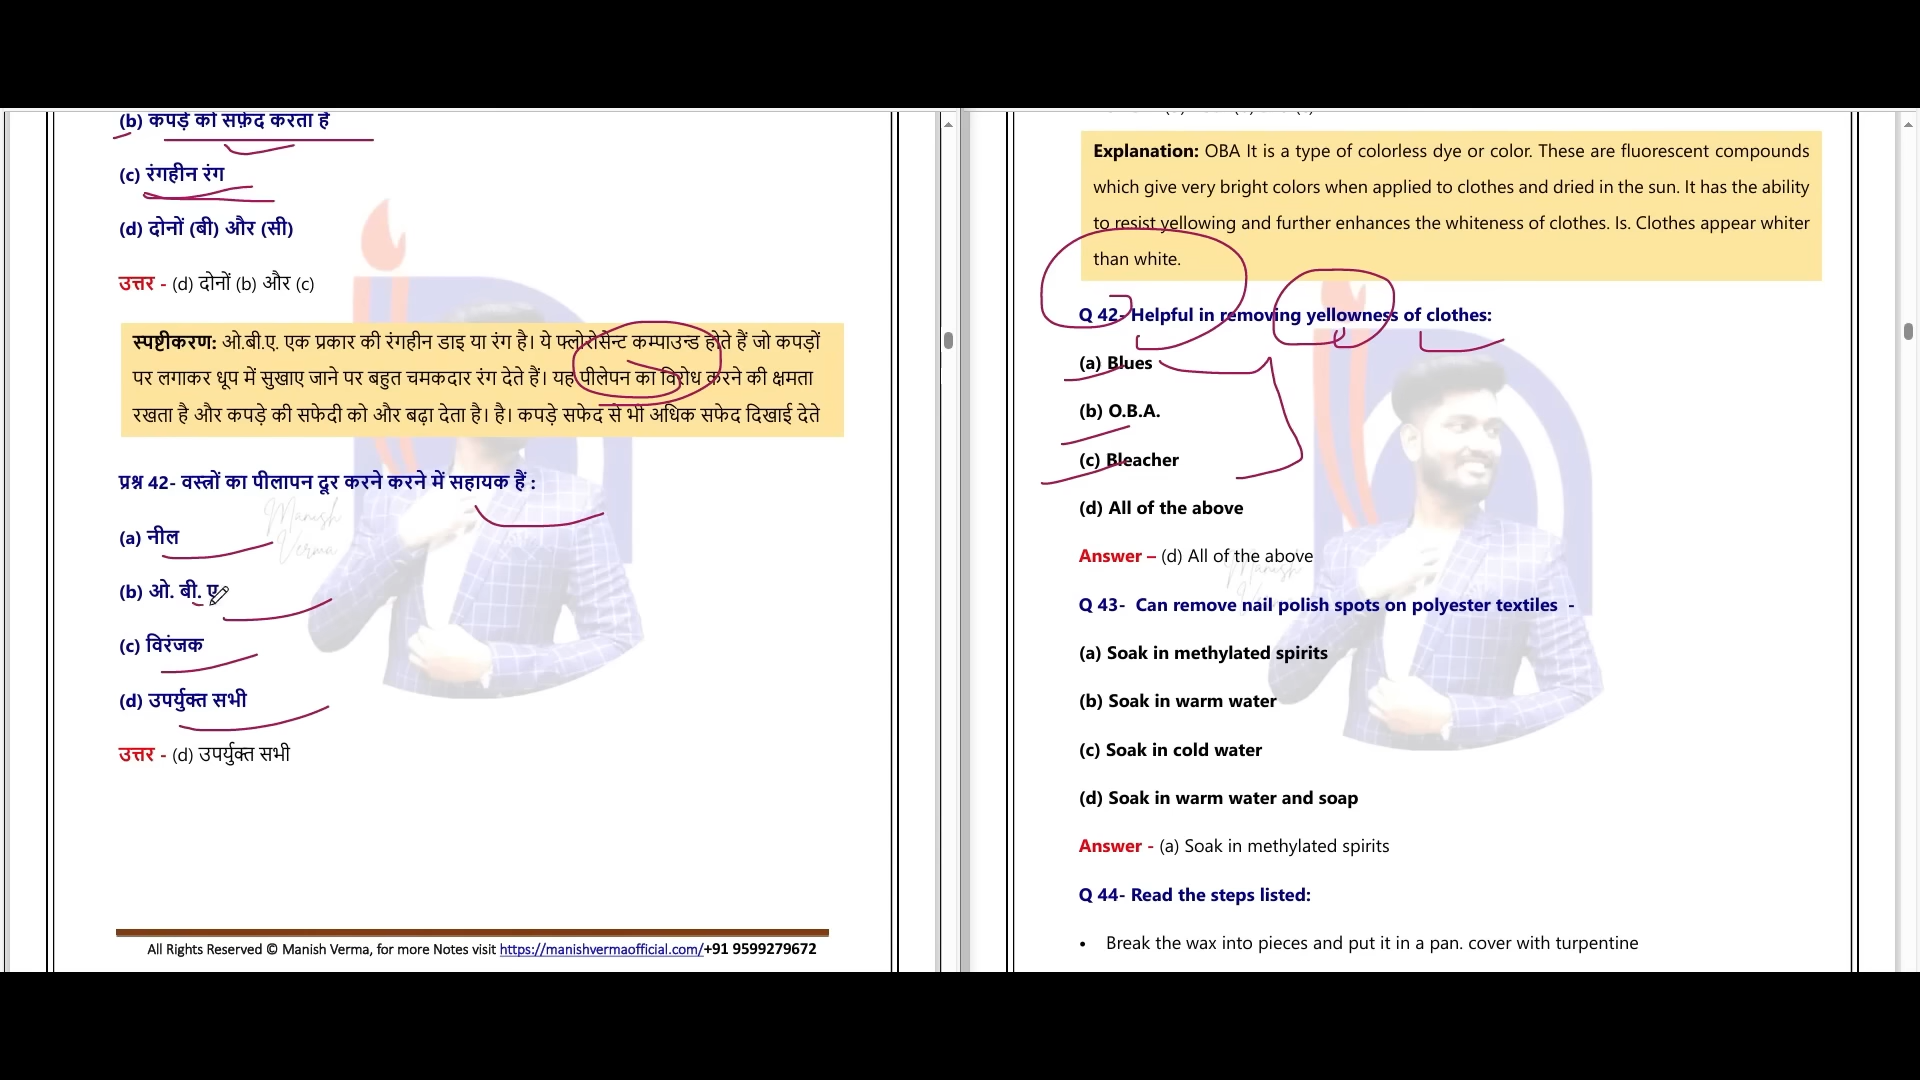 (b) कपड़े को सफ़ेद करता है
(c) रंगहीन रंग
(d) दोनों (बी) और (सी)
उत्तर - (d) दोनों (b) और (c)
स्पष्टीकरण: ओ.बी.ए. एक प्रकार की रंगहीन डाइ या रंग है। ये फ्लोरोसेन्ट कम्पाउन्ड होते हैं जो कपड़ों
पर लगाकर धूप में सुखाए जाने पर बहुत चमकदार रंग देते हैं। यह पीलेपन का विरोध करने की क्षमता
रखता है और कपड़े की सफेदी को और बढ़ा देता है। है। कपड़े सफेद से भी अधिक सफेद दिखाई देते
प्रश्न 42- वस्त्रों का पीलापन दूर करने करने में सहायक हैं :
(a) नील
(b) ओ. बी. ए
(c) विरंजक
(d) उपर्युक्त सभी
उत्तर - (d) उपर्युक्त सभी
Manish
Verma
All Rights Reserved © Manish Verma, for more Notes visit https://manishvermaofficial.com/+91 9599279672
Explanation: OBA It is a type of colorless dye or color. These are fluorescent compounds
which give very bright colors when applied to clothes and dried in the sun. It has the ability
to resist yellowing and further enhances the whiteness of clothes. Is. Clothes appear whiter
than white.
Q 42- Helpful in removing yellowness of clothes:
(a) Blues
(b) O.B.A.
(c) Bleacher
(d) All of the above
Answer – (d) All of the above
Q 43- Can remove nail polish spots on polyester textiles -
(a) Soak in methylated spirits
(b) Soak in warm water
(c) Soak in cold water
(d) Soak in warm water and soap
Answer - (a) Soak in methylated spirits
Q 44- Read the steps listed:
• Break the wax into pieces and put it in a pan. cover with turpentine